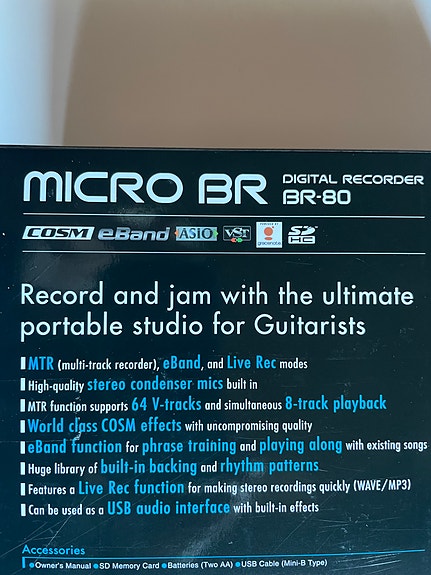 MICRO BR DIGITAL RECORDER BR-80
COSM eBand ASIO VST POWERED BY gracenote SD HC
Record and jam with the ultimate
portable studio for Guitarists
MTR (multi-track recorder), eBand, and Live Rec modes
High-quality stereo condenser mics built in
MTR function supports 64 V-tracks and simultaneous 8-track playback
World class COSM effects with uncompromising quality
eBand function for phrase training and playing along with existing songs
Huge library of built-in backing and rhythm patterns
Features a Live Rec function for making stereo recordings quickly (WAVE/MP3)
Can be used as a USB audio interface with built-in effects
Accessories
●Owner's Manual ●SD Memory Card ●Batteries (Two AA) ●USB Cable (Mini-B Type)